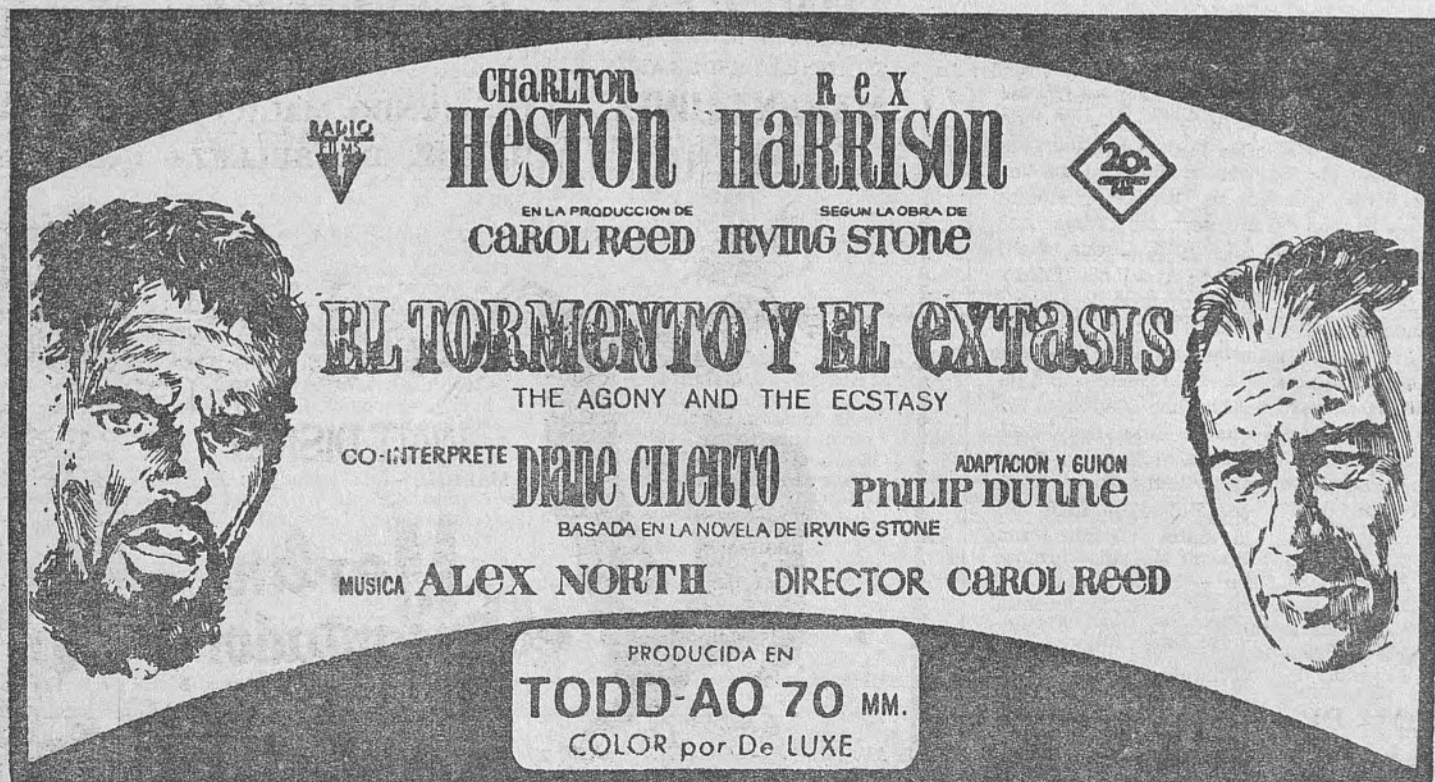 CHARLTON HESTON
REX HARRISON
RADIO FILMS
20th
EN LA PRODUCCION DE
CAROL REED
SEGUN LA OBRA DE
IRVING STONE
EL TORMENTO Y EL EXTASIS
THE AGONY AND THE ECSTASY
CO-INTERPRETE DIANE CILENTO
ADAPTACION Y GUION
PHILIP DUNNE
BASADA EN LA NOVELA DE IRVING STONE
MUSICA ALEX NORTH DIRECTOR CAROL REED
PRODUCIDA EN
TODD-AO 70 MM.
COLOR por De LUXE